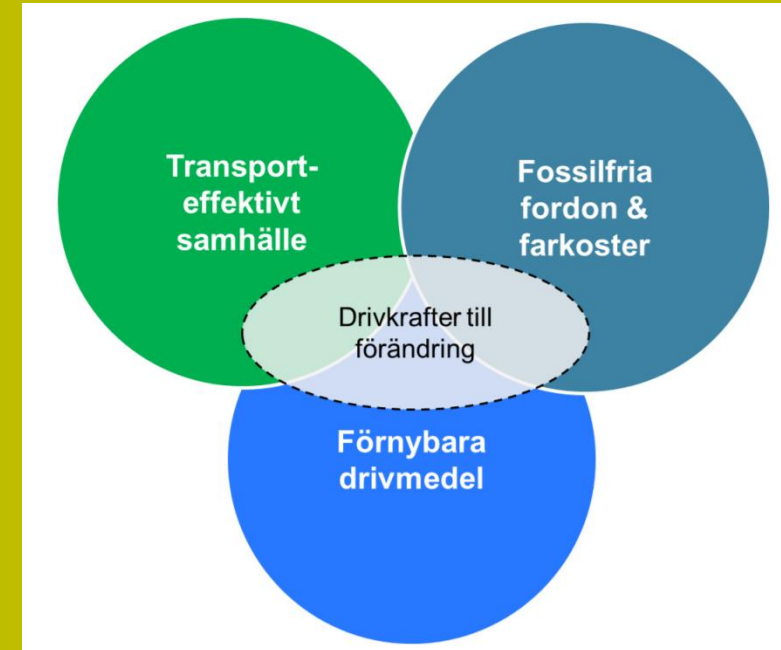 Transport-
effektivt
samhälle
Fossilfria
fordon &
farkoster
Drivkrafter till
förändring
Förnybara
drivmedel